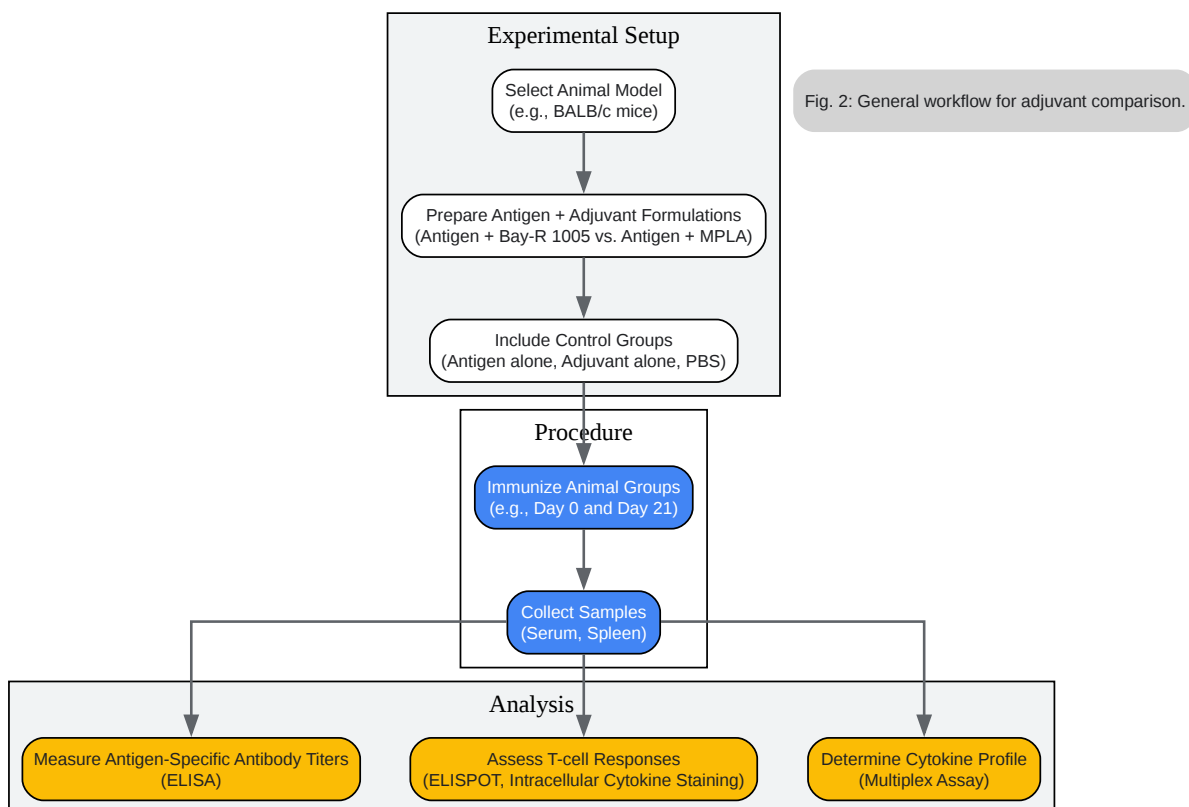 Experimental Setup
Select Animal Model
(e.g., BALB/c mice)
Fig. 2: General workflow for adjuvant comparison.
Prepare Antigen + Adjuvant Formulations
(Antigen + Bay-R 1005 vs. Antigen + MPLA)
Include Control Groups
(Antigen alone, Adjuvant alone, PBS)
Procedure
Immunize Animal Groups
(e.g., Day 0 and Day 21)
Collect Samples
(Serum, Spleen)
Analysis
Measure Antigen-Specific Antibody Titers
(ELISA)
Assess T-cell Responses
(ELISPOT, Intracellular Cytokine Staining)
Determine Cytokine Profile
(Multiplex Assay)